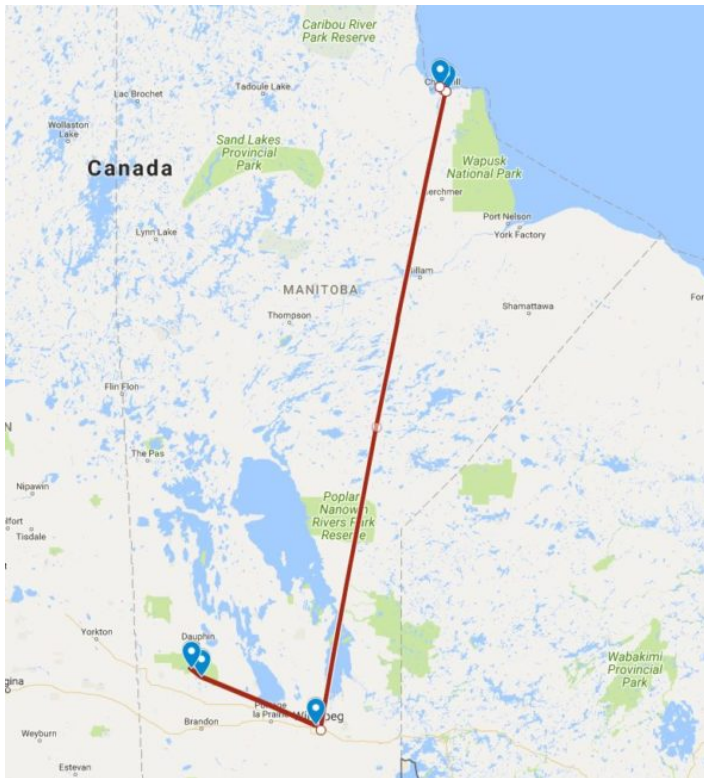 Caribou River
Park Reserve
Lac Brochet
Tadoule Lake
Wollaston
Lake
Sand Lakes
Provincial
Park
Canada
Wapusk
National Park
Port Nelson
York Factory
Lynn Lake
MANITOBA
Thompson
Shamattawa
Flin Flon
The Pas
Nipawin
Tisdale
Poplar
Nanowin
Rivers Park
Reserve
Dauphin
Yorkton
Wabakimi
Provincial
Park
la Prairie
Brandon
Weyburn
Estevan